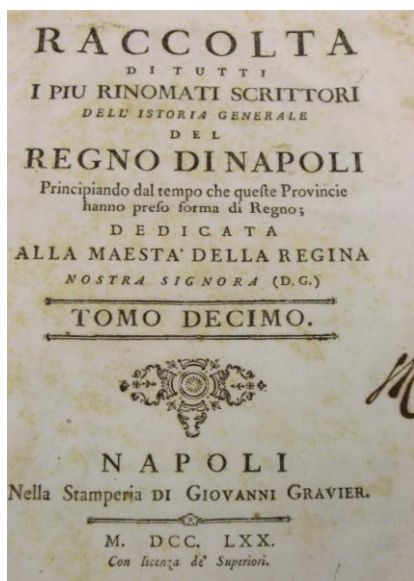 RACCOLTA
DI TUTTI
I PIU RINOMATI SCRITTORI
DELL' ISTORIA GENERALE
DEL
REGNO DI NAPOLI
Principiando dal tempo che queſte Provincie
hanno preſo forma di Regno;
DEDICATA
ALLA MAESTA' DELLA REGINA
NOSTRA SIGNORA (D.G.)
TOMO DECIMO.
NAPOLI
Nella Stamperia DI GIOVANNI GRAVIER.
M. DCC. LXX.
Con licenza de' Superiori.